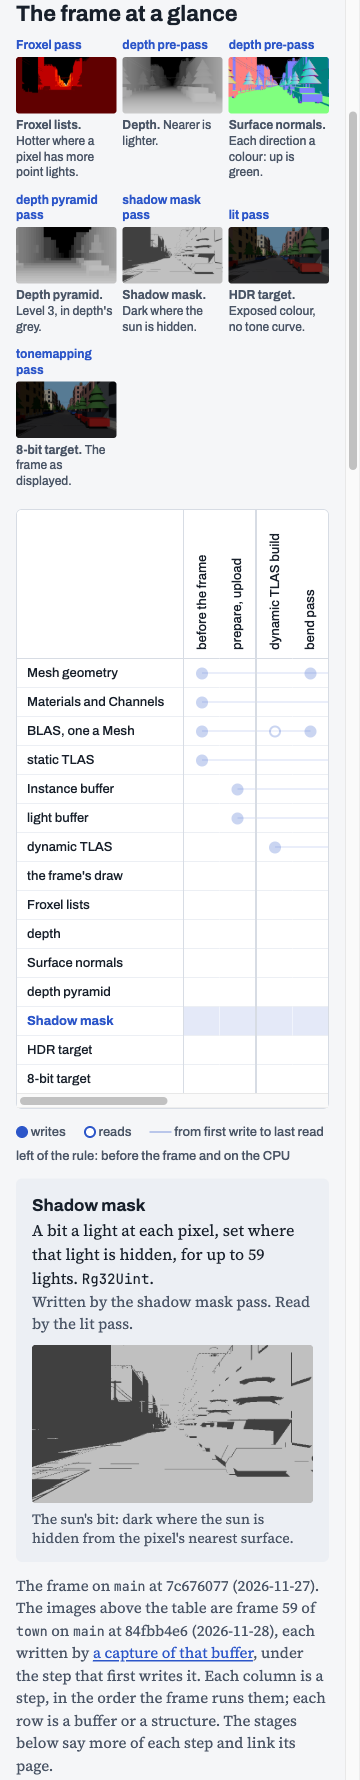 The frame at a glance
Froxel pass
Froxel lists.
Hotter where a
pixel has more
point lights.
depth pre-pass
Depth. Nearer is
lighter.
depth pre-pass
Surface normals.
Each direction a
colour: up is
green.
depth pyramid
pass
Depth pyramid.
Level 3, in depth's
grey.
shadow mask
pass
Shadow mask.
Dark where the
sun is hidden.
lit pass
HDR target.
Exposed colour,
no tone curve.
tonemapping
pass
8-bit target. The
frame as
displayed.
before the frame
prepare, upload
dynamic TLAS build
bend pass
Mesh geometry
Materials and Channels
BLAS, one a Mesh
static TLAS
Instance buffer
light buffer
dynamic TLAS
the frame's draw
Froxel lists
depth
Surface normals
depth pyramid
Shadow mask
HDR target
8-bit target
writes reads from first write to last read
left of the rule: before the frame and on the CPU
Shadow mask
A bit a light at each pixel, set where
that light is hidden, for up to 59
lights. Rg32Uint.
Written by the shadow mask pass. Read
by the lit pass.
The sun's bit: dark where the sun is
hidden from the pixel's nearest surface.
The frame on main at 7c676077 (2026-11-27).
The images above the table are frame 59 of
town on main at 84fbb4e6 (2026-11-28), each
written by a capture of that buffer, under
the step that first writes it. Each column is a
step, in the order the frame runs them; each
row is a buffer or a structure. The stages
below say more of each step and link its
page.